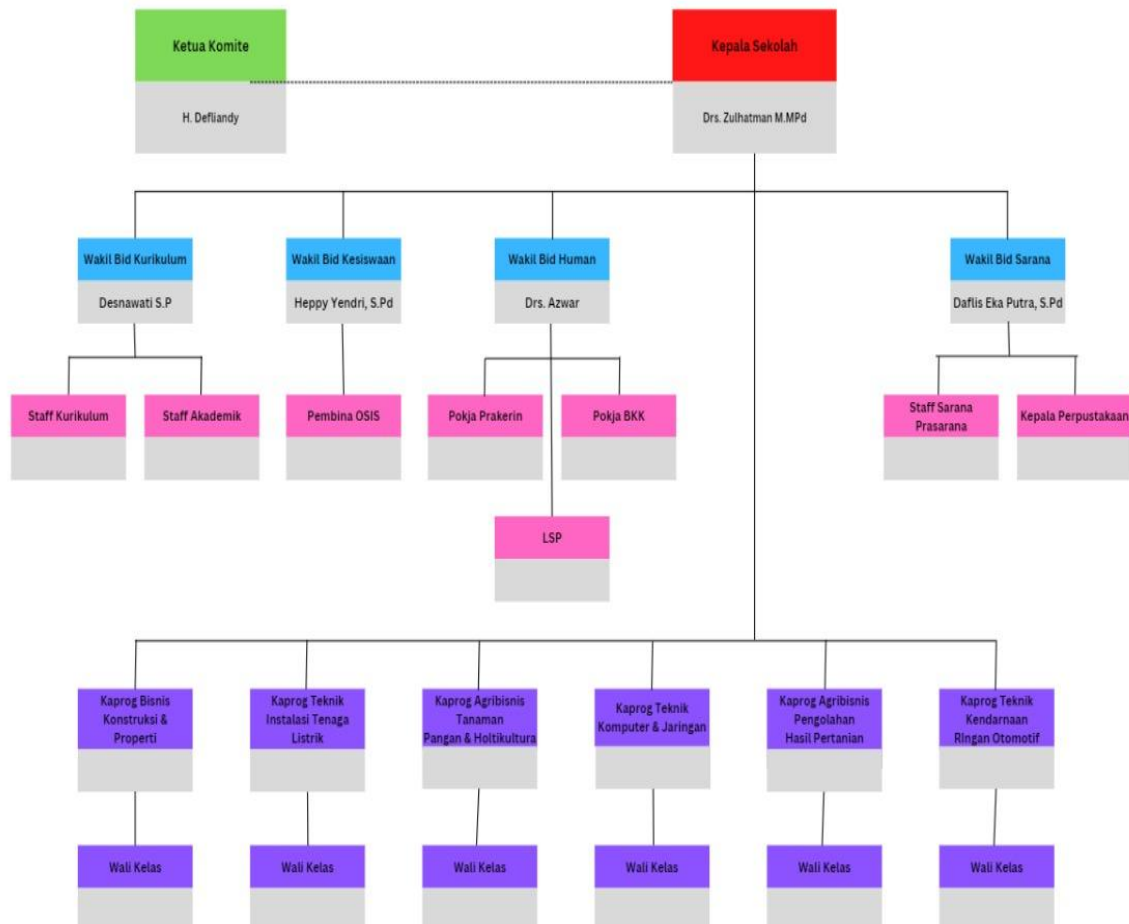 Ketua Komite
Kepala Sekolah
H. Defliandy
Drs. Zulhatman M.MPd
Wakil Bid Kurikulum
Wakil Bid Kesiswaan
Wakil Bid Human
Wakil Bid Sarana
Desnawati S.P
Heppy Yendri, S.Pd
Drs. Azwar
Daflis Eka Putra, S.Pd
Staff Kurikulum
Staff Akademik
Pembina OSIS
Pokja Prakerin
Pokja BKK
Staff Sarana
Prasarana
Kepala Perpustakaan
LSP
Kaprog Bisnis
Konstruksi &
Properti
Kaprog Teknik
Instalasi Tenaga
Listrik
Kaprog Agribisnis
Tanaman
Pangan & Holtikultura
Kaprog Teknik
Komputer & Jaringan
Kaprog Agribisnis
Pengolahan
Hasil Pertanian
Kaprog Teknik
Kendarnaan
RIngan Otomotif
Wali Kelas
Wali Kelas
Wali Kelas
Wali Kelas
Wali Kelas
Wali Kelas